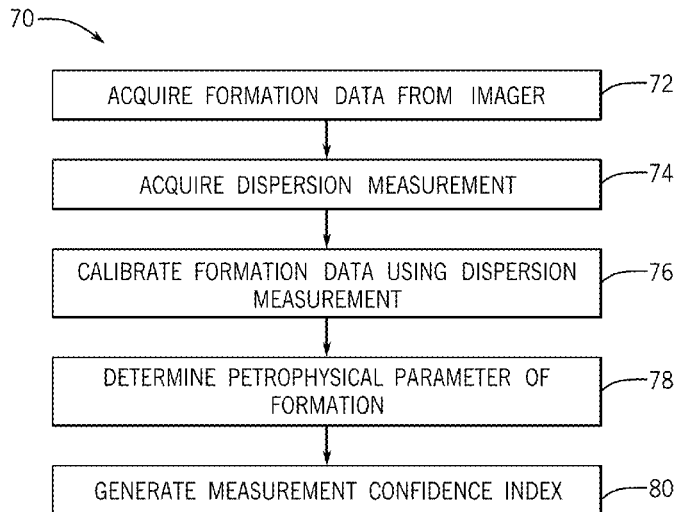 70
ACQUIRE FORMATION DATA FROM IMAGER
72
ACQUIRE DISPERSION MEASUREMENT
74
CALIBRATE FORMATION DATA USING DISPERSION
MEASUREMENT
76
DETERMINE PETROPHYSICAL PARAMETER OF
FORMATION
78
GENERATE MEASUREMENT CONFIDENCE INDEX
80